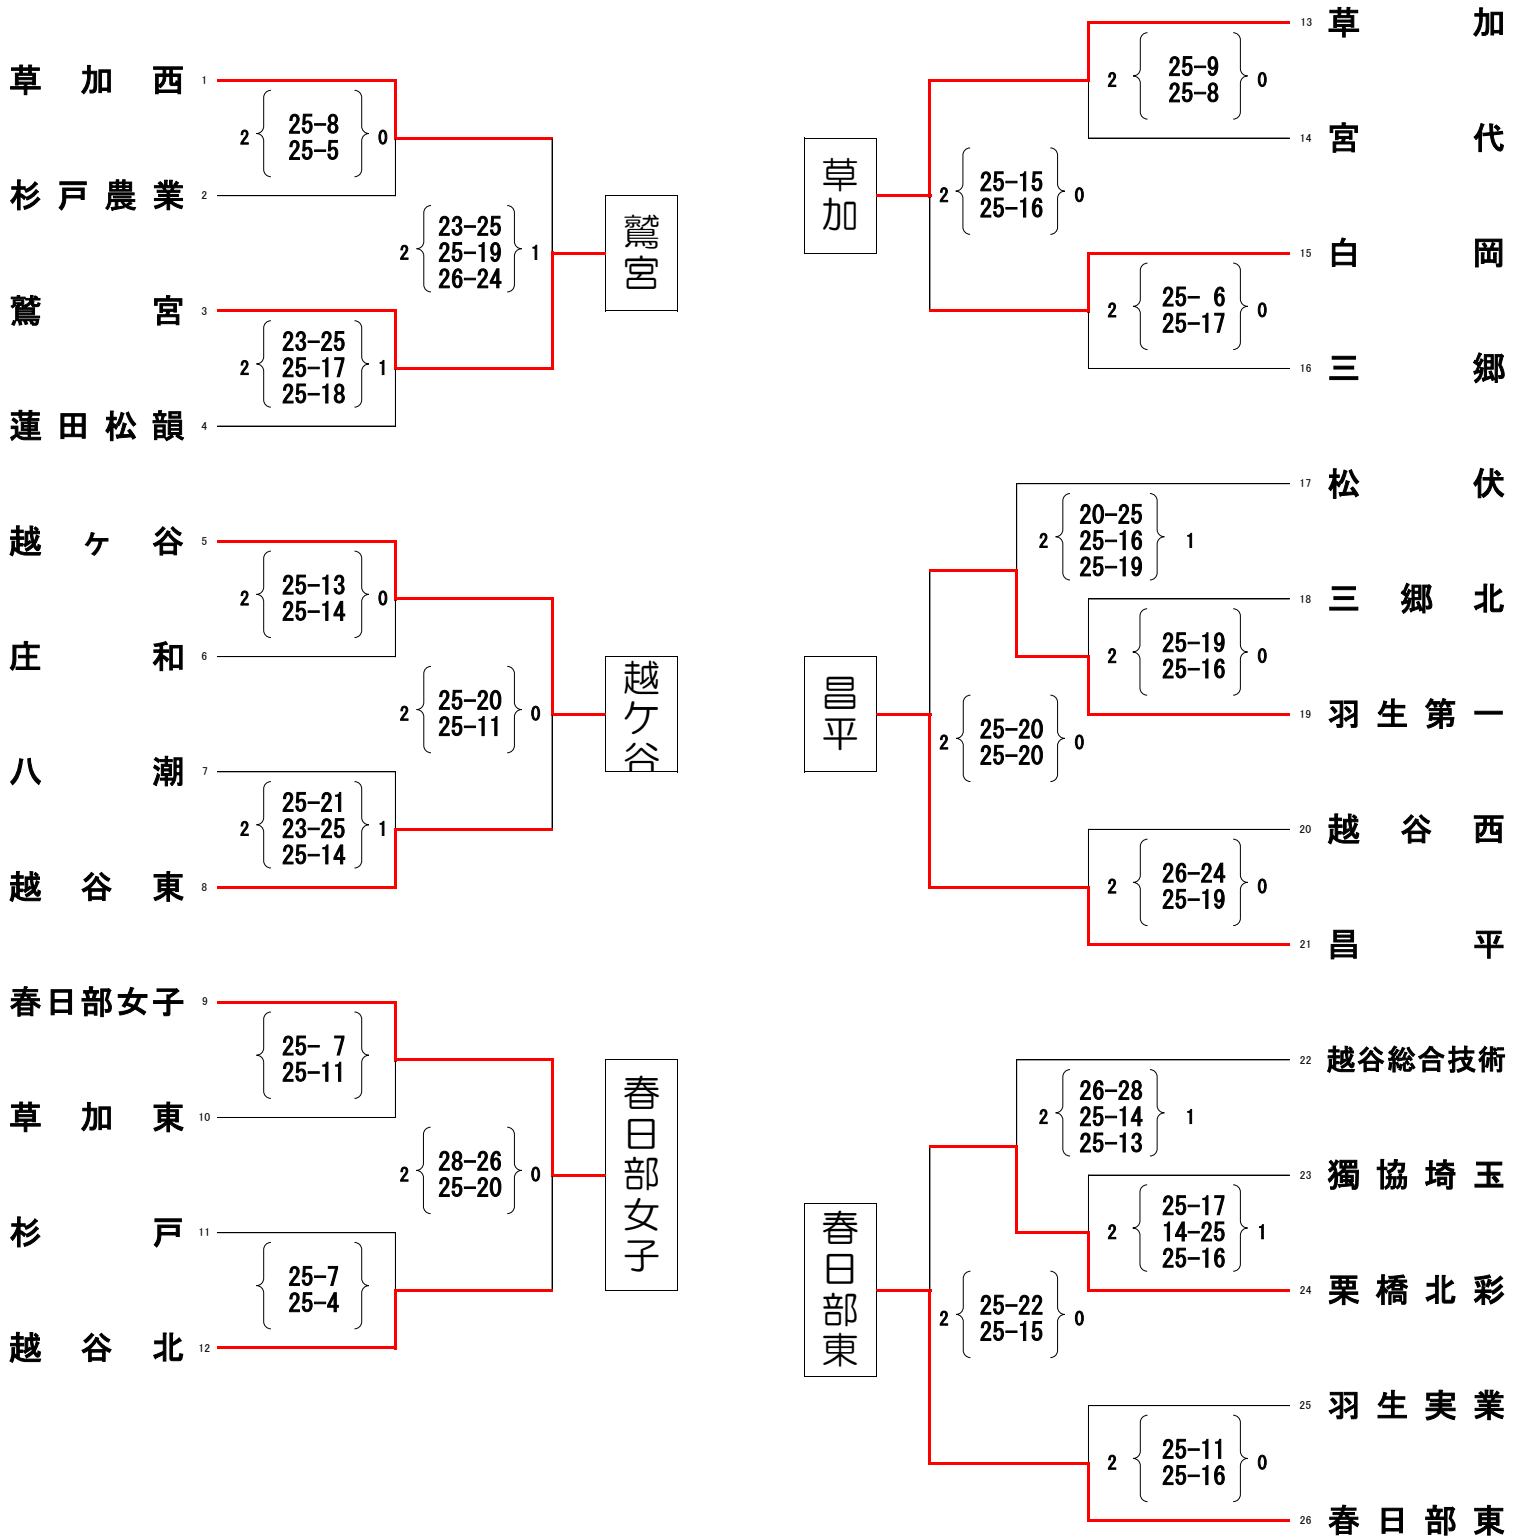 草加西 1
2 25-8 0
25-5
杉戸農業 2
2 23-25 1
25-19
26-24
鷲宮
鷲宮 3
2 23-25 1
25-17
25-18
蓮田松韻 4
越ヶ谷 5
2 25-13 0
25-14
庄和 6
2 25-20 0
25-11
越ケ谷
八潮 7
2 25-21 1
23-25
25-14
越谷東 8
春日部女子 9
25- 7
25-11
草加東 10
2 28-26 0
25-20
春日部女子
杉戸 11
25-7
25-4
越谷北 12
13 草加
2 25-9 0
25-8
14 宮代
草加
2 25-15 0
25-16
15 白岡
2 25- 6 0
25-17
16 三郷
17 松伏
2 20-25 1
25-16
25-19
18 三郷北
2 25-19 0
25-16
19 羽生第一
昌平
2 25-20 0
25-20
20 越谷西
2 26-24 0
25-19
21 昌平
22 越谷総合技術
2 26-28 1
25-14
25-13
23 獨協埼玉
2 25-17 1
14-25
25-16
24 栗橋北彩
春日部東
2 25-22 0
25-15
25 羽生実業
2 25-11 0
25-16
26 春日部東